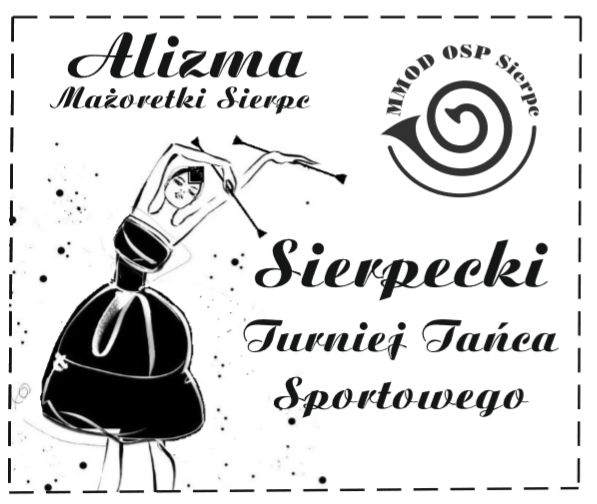 Alizma
Mażoretki Sierpc
MMOD OSP Sierpc
Sierpecki
Turniej Tańca
Sportowego